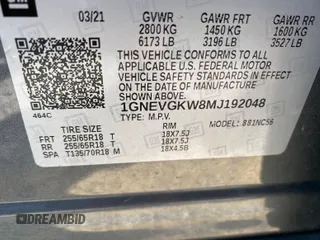 GM
03/21 GVWR GAWR FRT GAWR RR
2800 KG 1450 KG 1600 KG
6173 LB 3196 LB 3527 LB
THIS VEHICLE CONFORMS TO ALL APPLICABLE
U.S. FEDERAL MOTOR VEHICLE SAFETY
STANDARDS IN EFFECT ON THE DATE OF
MANUFACTURE SHOWN ABOVE.
1GNEVGKW8MJ192048
464C TYPE: M.P.V. MODEL: 881NC56
RIM
FRT 255/65R18 T 18X7.5J
RR 255/65R18 T 18X7.5J
SPA T135/70R18 M 18X4.5B
©AUTOBIDMASTER